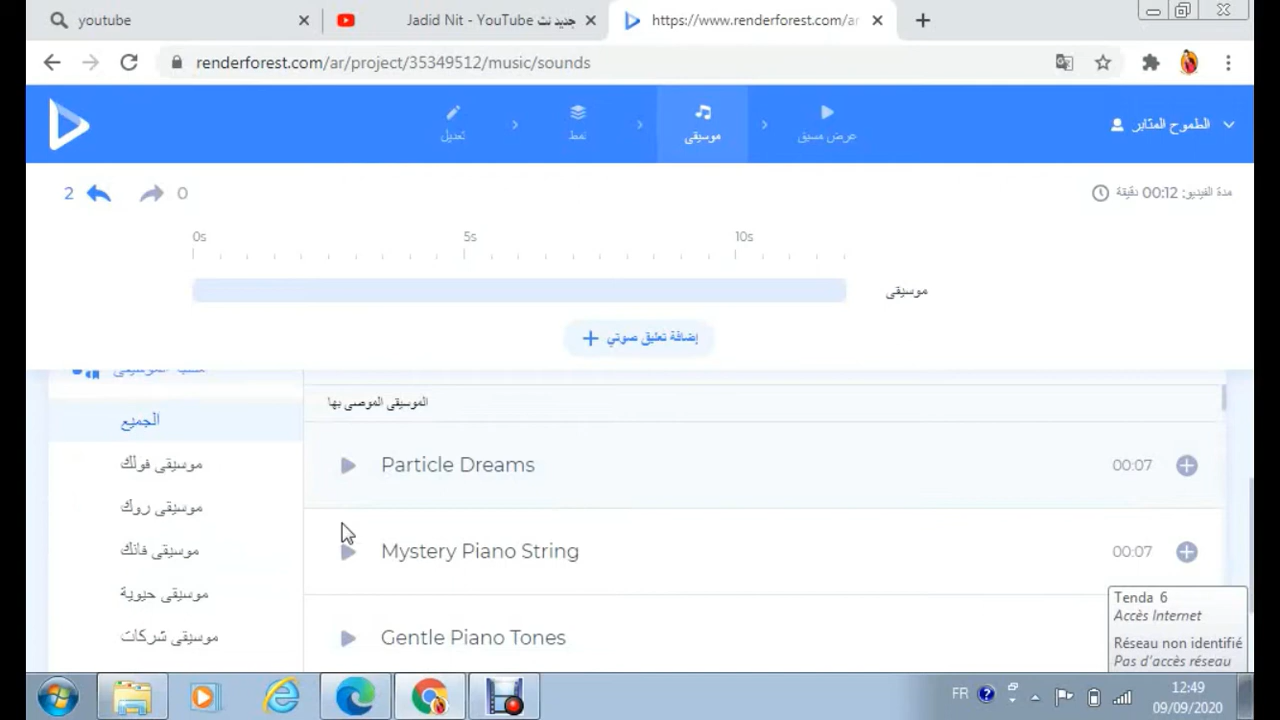 youtube
Jadid Nit - YouTube جديد نت
https://www.renderforest.com/ar
renderforest.com/ar/project/35349512/music/sounds
تعديل
نمط
موسيقى
عرض مسبق
الطموح المثابر
2
0
مدة الفيديو: 00:12 دقيقة
0s
5s
10s
موسيقى
إضافة تعليق صوتي
الموسيقى الموصى بها
الجميع
Particle Dreams
00:07
موسيقى فولك
موسيقى روك
Mystery Piano String
00:07
موسيقى فانك
موسيقى حيوية
موسيقى شركات
Gentle Piano Tones
Tenda 6
Accès Internet
Réseau non identifié
Pas d'accès réseau
FR
12:49
09/09/2020